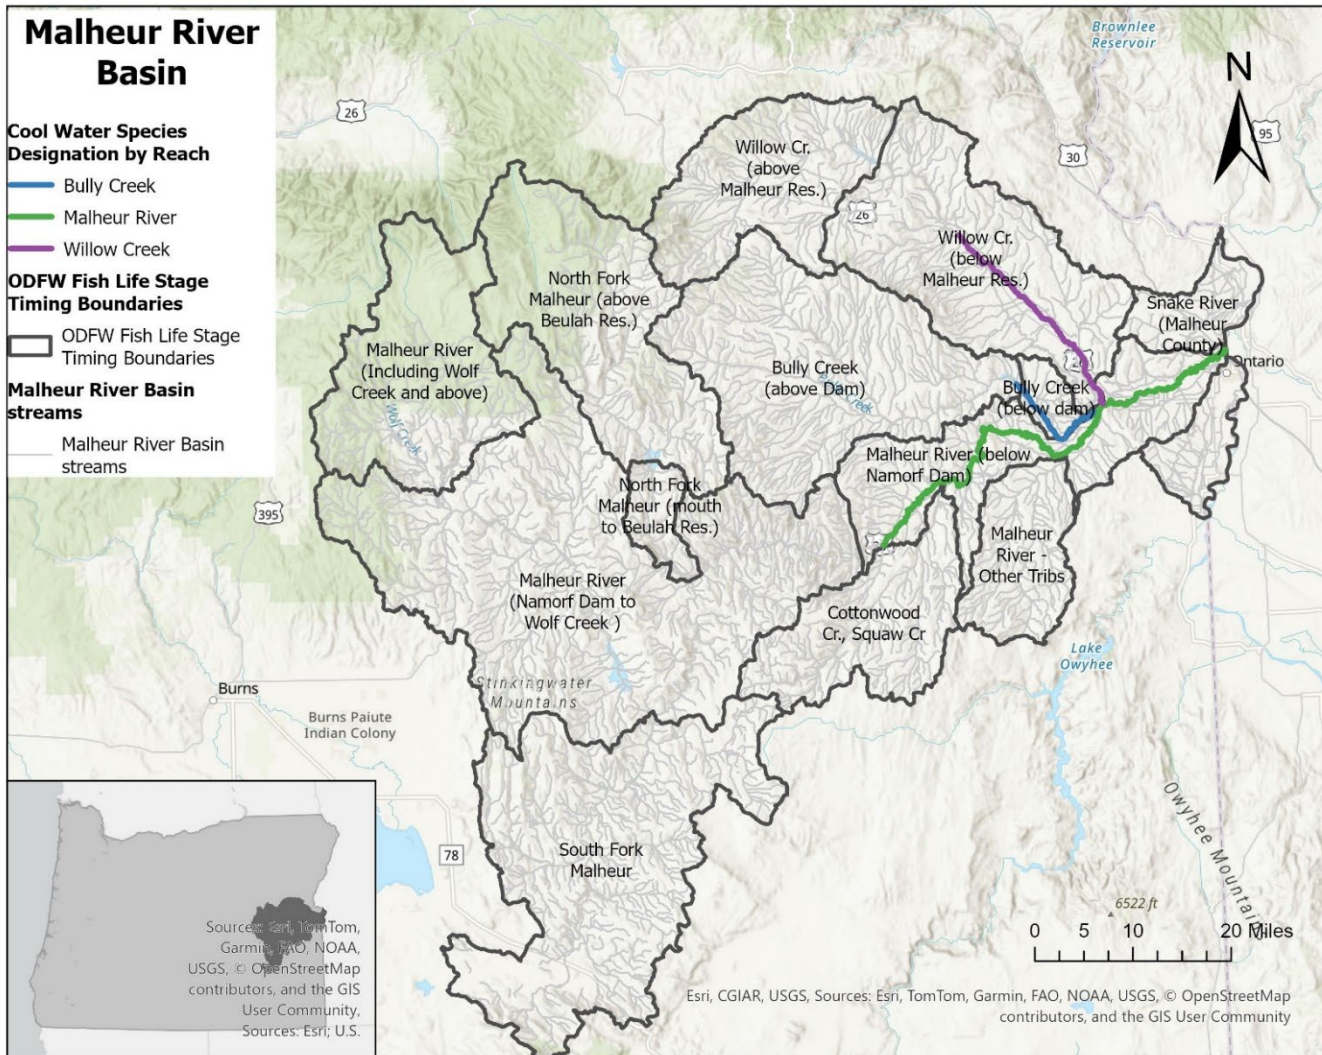 Malheur River
Basin
Cool Water Species
Designation by Reach
Bully Creek
Malheur River
Willow Creek
ODFW Fish Life Stage
Timing Boundaries
ODFW Fish Life Stage
Timing Boundaries
Malheur River Basin
streams
Malheur River Basin
streams
Brownlee
Reservoir
N
26
95
30
Willow Cr.
(above
Malheur Res.)
26
Willow Cr.
(below
Malheur Res.)
North Fork
Malheur (above
Beulah Res.)
Snake River
(Malheur
County)
Ontario
Malheur River
(Including Wolf
Creek and above)
Wolf Creek
Bully Creek
(above Dam)
Creek
Bully Creek
(below dam)
Malheur River (below
Namorf Dam)
North Fork
Malheur (mouth
to Beulah Res.)
395
Malheur
River -
Other Tribs
Malheur River
(Namorf Dam to
Wolf Creek )
Cottonwood
Cr., Squaw Cr
Lake
Owyhee
Stinkingwater
Mountains
Burns
Burns Paiute
Indian Colony
Owyhee Mountains
78
South Fork
Malheur
6522 ft
0 5 10 20 Miles
Sources: Esri, TomTom,
Garmin, FAO, NOAA,
USGS, © OpenStreetMap
contributors, and the GIS
User Community,
Sources: Esri; U.S.
Esri, CGIAR, USGS, Sources: Esri, TomTom, Garmin, FAO, NOAA, USGS, © OpenStreetMap
contributors, and the GIS User Community